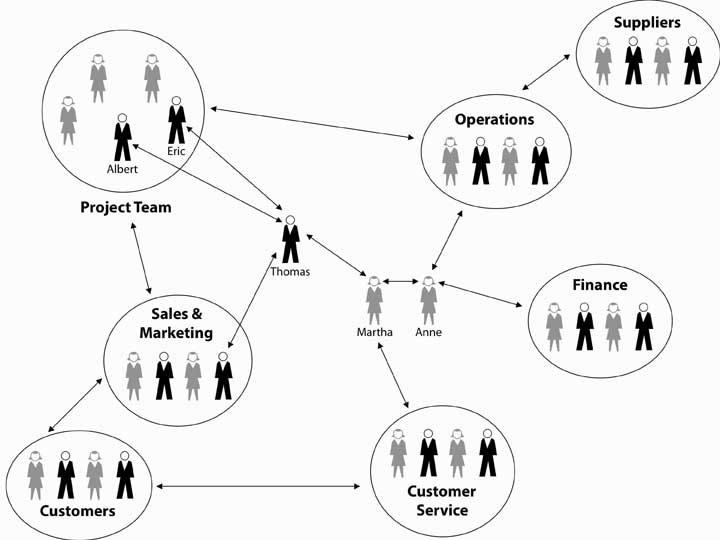 Suppliers
Operations
Eric
Albert
Project Team
Thomas
Finance
Sales &
Marketing
Martha
Anne
Customers
Customer
Service